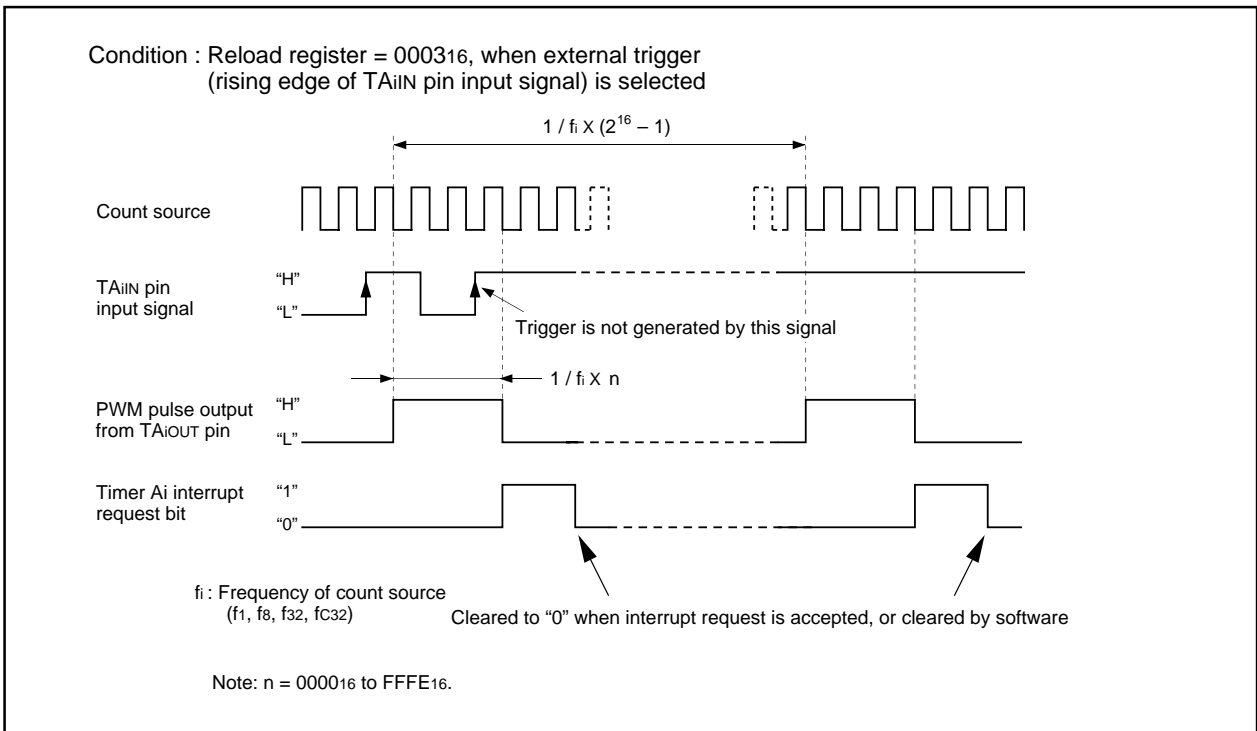 Condition : Reload register = 0003₁₆, when external trigger
(rising edge of TAiIN pin input signal) is selected
1 / fi X (2¹⁶ – 1)
Count source
TAiIN pin
input signal
“H”
“L”
Trigger is not generated by this signal
1 / fi X n
PWM pulse output
from TAiOUT pin
“H”
“L”
Timer Ai interrupt
request bit
“1”
“0”
fi : Frequency of count source
(f1, f8, f32, fC32)
Cleared to “0” when interrupt request is accepted, or cleared by software
Note: n = 0000₁₆ to FFFE₁₆.